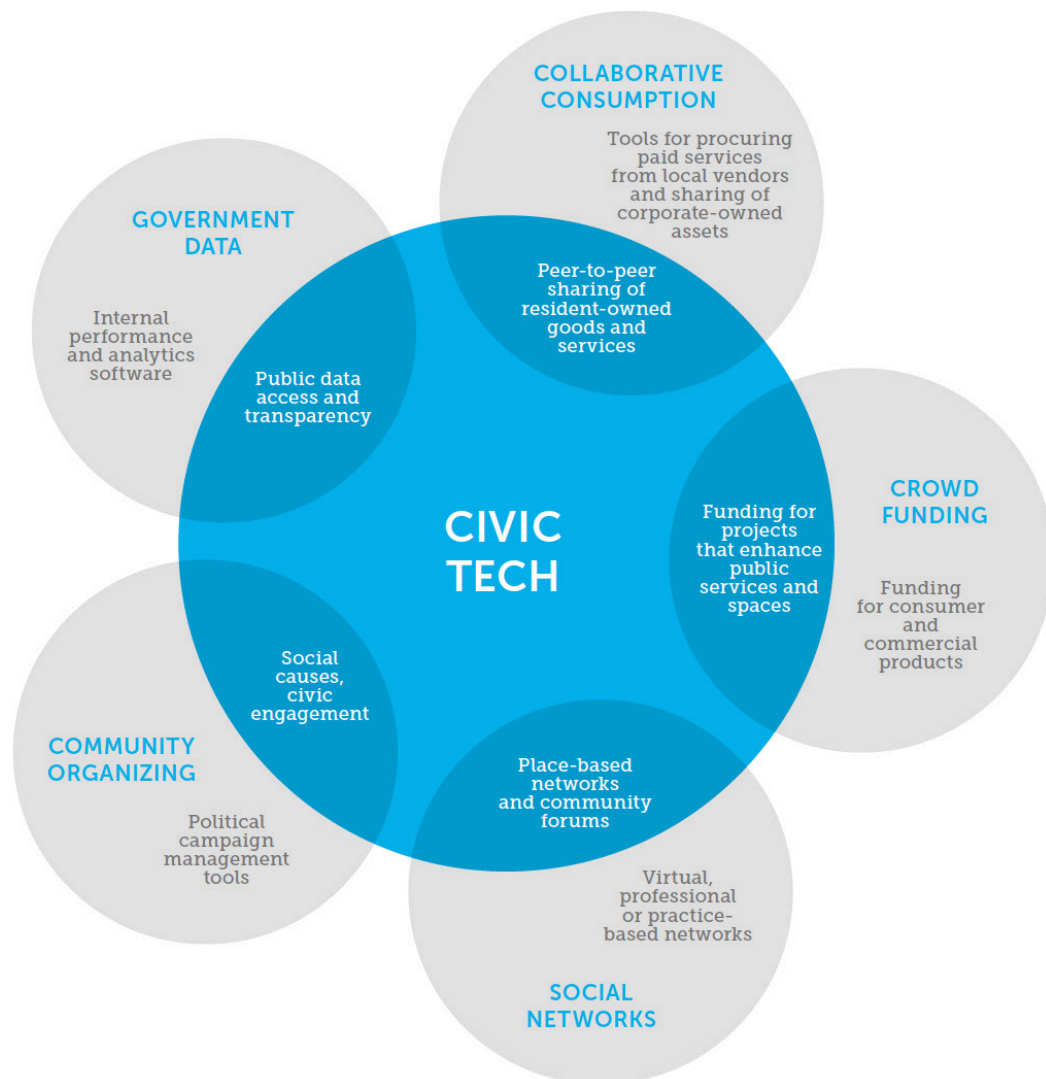 COLLABORATIVE
CONSUMPTION
Tools for procuring
paid services
from local vendors
and sharing of
corporate-owned
assets
Peer-to-peer
sharing of
resident-owned
goods and
services
GOVERNMENT
DATA
Internal
performance
and analytics
software
Public data
access and
transparency
CIVIC
TECH
CROWD
FUNDING
Funding for
projects
that enhance
public
services and
spaces
Funding
for consumer
and
commercial
products
Social
causes,
civic
engagement
COMMUNITY
ORGANIZING
Political
campaign
management
tools
Place-based
networks
and community
forums
Virtual,
professional
or practice-
based networks
SOCIAL
NETWORKS